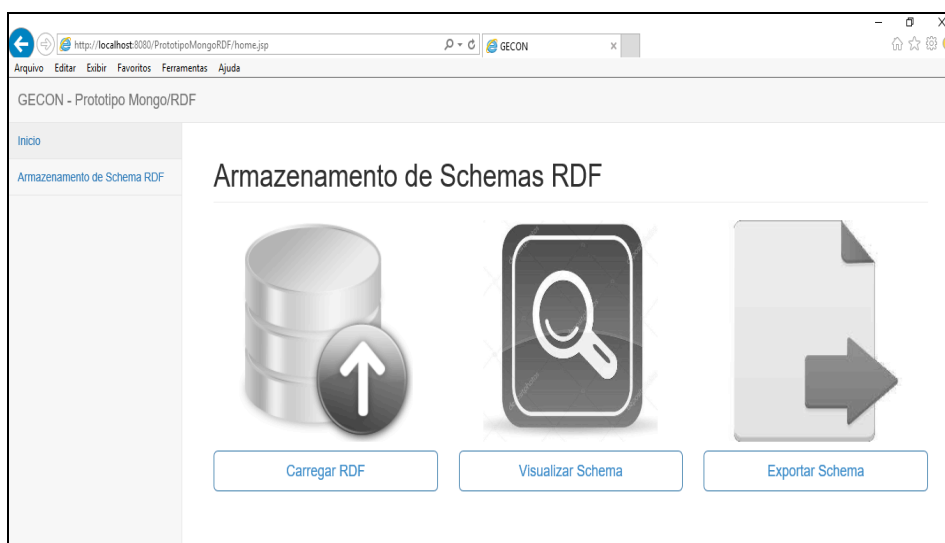 http://localhost:8080/PrototipoMongoRDF/home.jsp
GECON
Arquivo Editar Exibir Favoritos Ferramentas Ajuda
GECON - Prototipo Mongo/RDF
Inicio
Armazenamento de Schema RDF
Armazenamento de Schemas RDF
Carregar RDF
Visualizar Schema
Exportar Schema